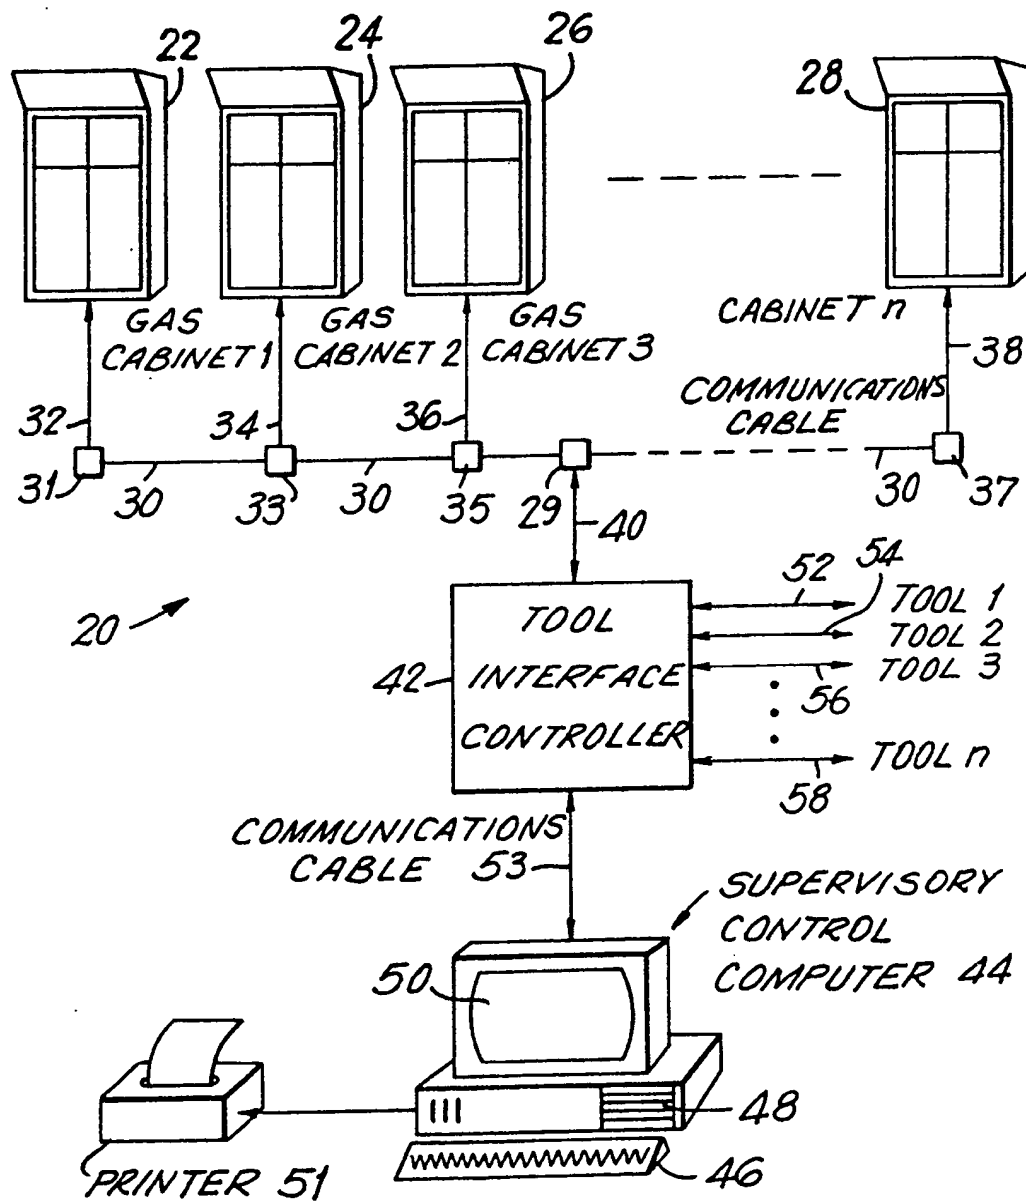 22
24
26
28
GAS CABINET 1
GAS CABINET 2
GAS CABINET 3
CABINET n
32
34
36
38
COMMUNICATIONS CABLE
31
30
33
30
35
29
40
30
37
20
42
TOOL
INTERFACE
CONTROLLER
52
54
TOOL 1
TOOL 2
TOOL 3
56
TOOL n
58
COMMUNICATIONS
CABLE 53
SUPERVISORY
CONTROL
COMPUTER 44
50
48
46
PRINTER 51